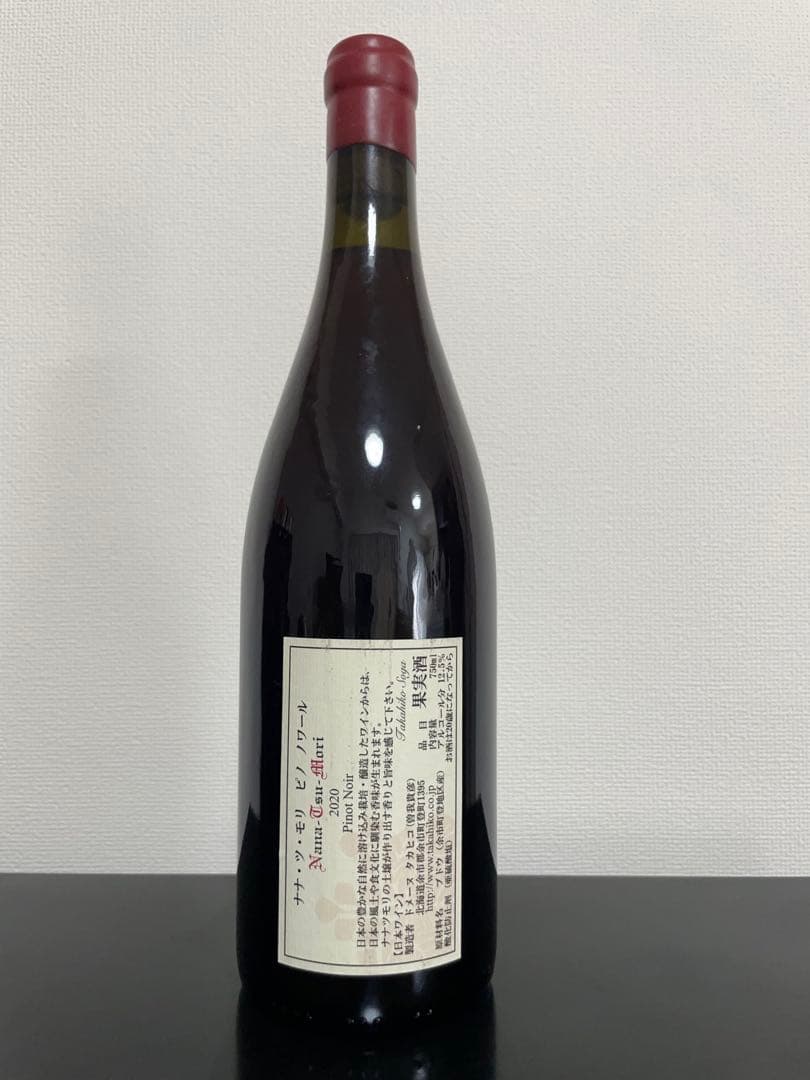 ナナ・ツ・モリ ピノ ノワール
Nana-Tsu-Mori
2020
Pinot Noir
日本の豊かな自然に溶け込み栽培・醸造したワインからは、
日本の風土や食文化に馴染む香味が生まれます。
ナナツモリの土壌が作り出す香りと旨味を感じて下さい。
Takahiko Soga
【日本ワイン】
製造者 ドメーヌ タカヒコ(曽我貴彦)
北海道余市郡余市町登町1395
http://www.takahiko.co.jp
原材料名 ブドウ(余市町登地区産)
酸化防止剤(亜硫酸塩)
品目 果実酒
内容量 750ml
アルコール分 12.5%
お酒は20歳になってから